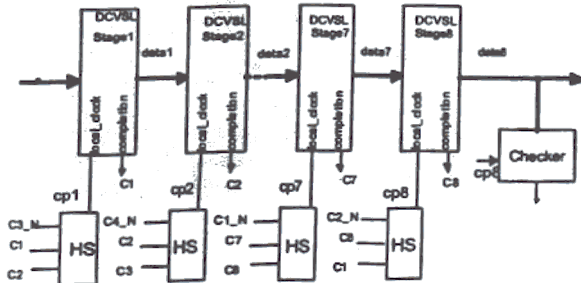 DCVSL
Stage1
DCVSL
Stage2
DCVSL
Stage7
DCVSL
Stage8
data1
data2
data7
data8
local_clock
completion
local_clock
completion
local_clock
completion
local_clock
completion
C1
C2
C7
C8
Checker
cp8
cp1
cp2
cp7
cp8
C3_N
C1
C2
HS
C4_N
C2
C3
HS
C1_N
C7
C8
HS
C2_N
C8
C1
HS